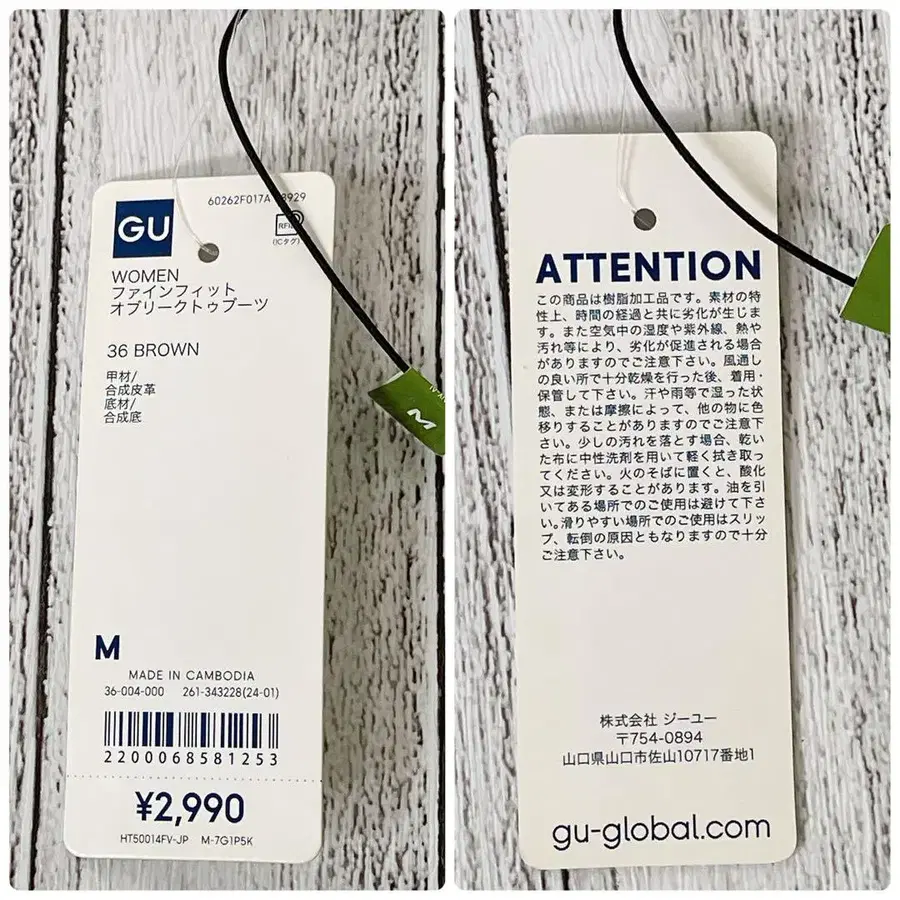 GU
60262F017A
8929
RFID
(ICタグ)
WOMEN
ファインフィット
オブリークトゥブーツ
36 BROWN
甲材/
合成皮革
底材/
合成底
M
M
MADE IN CAMBODIA
36-004-000 261-343228(24-01)
2200068581253
¥2,990
HT50014FV-JP M-7G1P5K
ATTENTION
この商品は樹脂加工品です。素材の特
性上、時間の経過と共に劣化が生じま
す。また空気中の湿度や紫外線、熱や
汚れ等により、劣化が促進される場合
がありますのでご注意下さい。風通し
の良い所で十分乾燥を行った後、着用・
保管して下さい。汗や雨等で湿った状
態、または摩擦によって、他の物に色
移りすることがありますのでご注意下
さい。少しの汚れを落とす場合、乾い
た布に中性洗剤を用いて軽く拭き取っ
てください。火のそばに置くと、酸化
又は変形することがあります。油を引
いてある場所でのご使用は避けて下さ
い。滑りやすい場所でのご使用はスリッ
プ、転倒の原因ともなりますので十分
ご注意下さい。
株式会社 ジーユー
〒754-0894
山口県山口市佐山10717番地1
gu-global.com